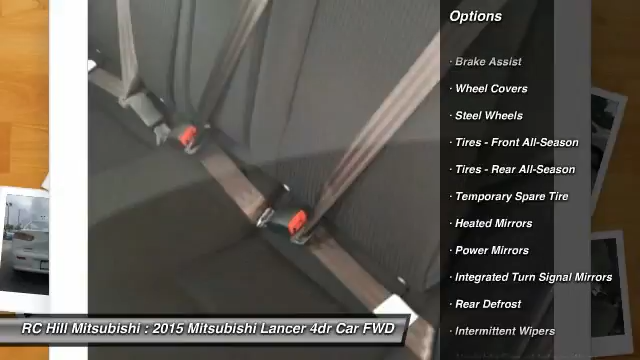 Options
· Brake Assist
· Wheel Covers
· Steel Wheels
· Tires - Front All-Season
· Tires - Rear All-Season
· Temporary Spare Tire
· Heated Mirrors
· Power Mirrors
· Integrated Turn Signal Mirrors
· Rear Defrost
· Intermittent Wipers
RC Hill Mitsubishi : 2015 Mitsubishi Lancer 4dr Car FWD